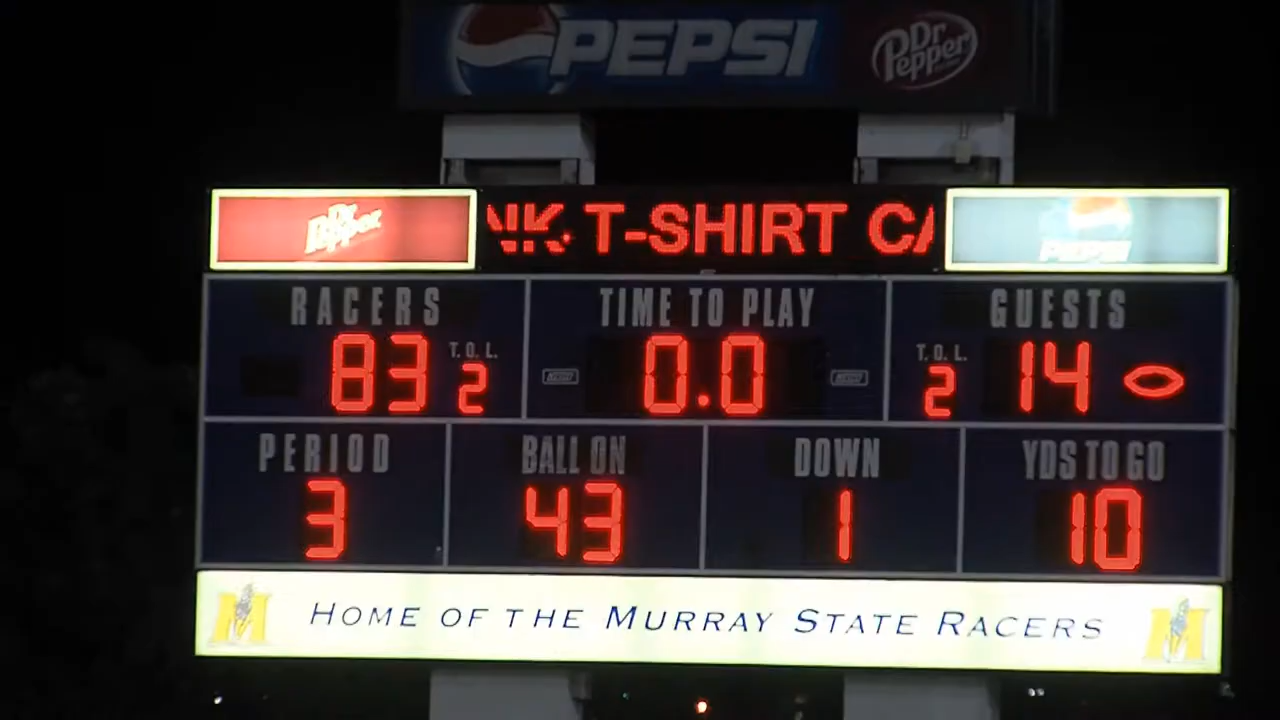 PEPSI
Dr Pepper
Dr Pepper
T-SHIRT
PEPSI
RACERS
TIME TO PLAY
GUESTS
83
T.O.L.
2
0.0
T.O.L.
2
14
PERIOD
BALL ON
DOWN
YDS TO GO
3
43
1
10
M
HOME OF THE MURRAY STATE RACERS
M